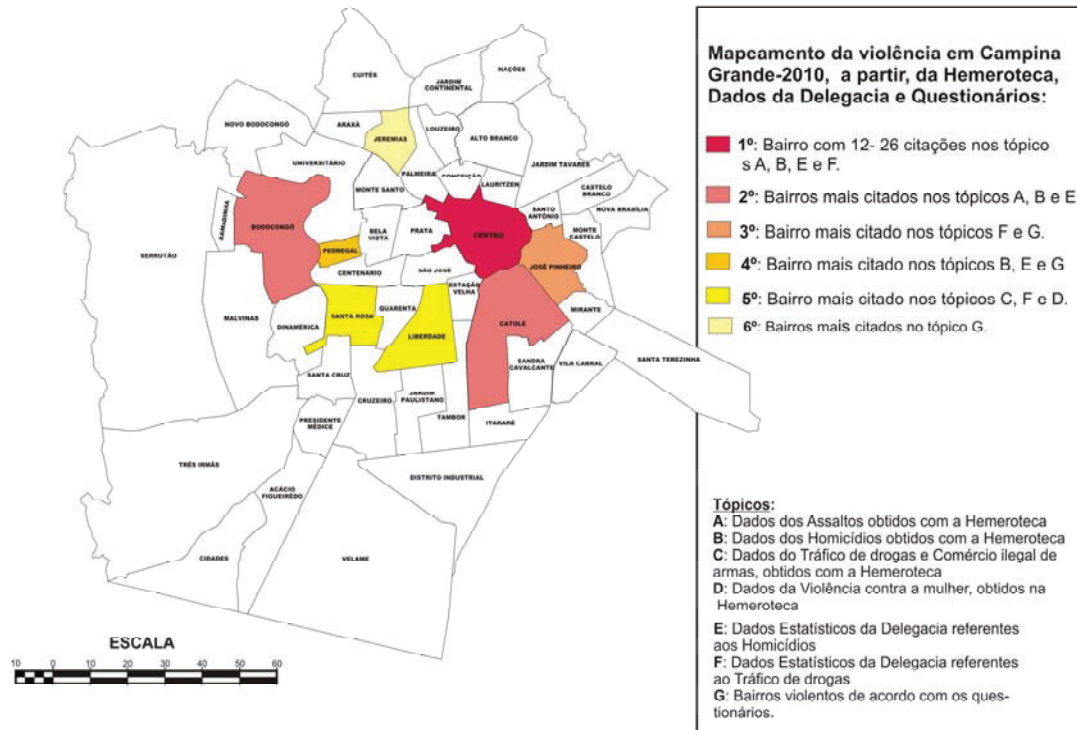 CUITÉS
NAÇÕES
JARDIM
CONTINENTAL
NOVO BODOCONGÓ
ARAXÁ
JEREMIAS
LOUZEIRO
ALTO BRANCO
UNIVERSITÁRIO
PALMEIRA
CONCEIÇÃO
JARDIM TAVARES
MONTE SANTO
LAURITZEN
CASTELO
BRANCO
RAMADINHA
BODOCONGÓ
SANTO
ANTÔNIO
NOVA BRASÍLIA
BELA
VISTA
PRATA
CENTRO
MONTE
CASTELO
SERROTÃO
PEDREGAL
CENTENÁRIO
SÃO JOSÉ
JOSÉ PINHEIRO
ESTAÇÃO
VELHA
MALVINAS
DINAMÉRICA
SANTA ROSA
QUARENTA
LIBERDADE
CATOLÉ
MIRANTE
SANTA CRUZ
SANDRA
CAVALCANTE
VILA CABRAL
SANTA TEREZINHA
CRUZEIRO
JARDIM
PAULISTANO
TAMBOR
ITARARÉ
PRESIDENTE
MÉDICE
TRÊS IRMÃS
DISTRITO INDUSTRIAL
ACÁCIO
FIGUEIRÊDO
CIDADES
VELAME
ESCALA
10 0 10 20 30 40 50 60
Mapeamento da violência em Campina
Grande-2010, a partir, da Hemeroteca,
Dados da Delegacia e Questionários:
1º: Bairro com 12- 26 citações nos tópico
s A, B, E e F.
2º: Bairros mais citados nos tópicos A, B e E
3º: Bairro mais citado nos tópicos F e G.
4º: Bairro mais citado nos tópicos B, E e G
5º: Bairro mais citado nos tópicos C, F e D.
6º: Bairros mais citados no tópico G.
Tópicos:
A: Dados dos Assaltos obtidos com a Hemeroteca
B: Dados dos Homicídios obtidos com a Hemeroteca
C: Dados do Tráfico de drogas e Comércio ilegal de
armas, obtidos com a Hemeroteca
D: Dados da Violência contra a mulher, obtidos na
Hemeroteca
E: Dados Estatísticos da Delegacia referentes
aos Homicídios
F: Dados Estatísticos da Delegacia referentes
ao Tráfico de drogas
G: Bairros violentos de acordo com os ques-
tionários.